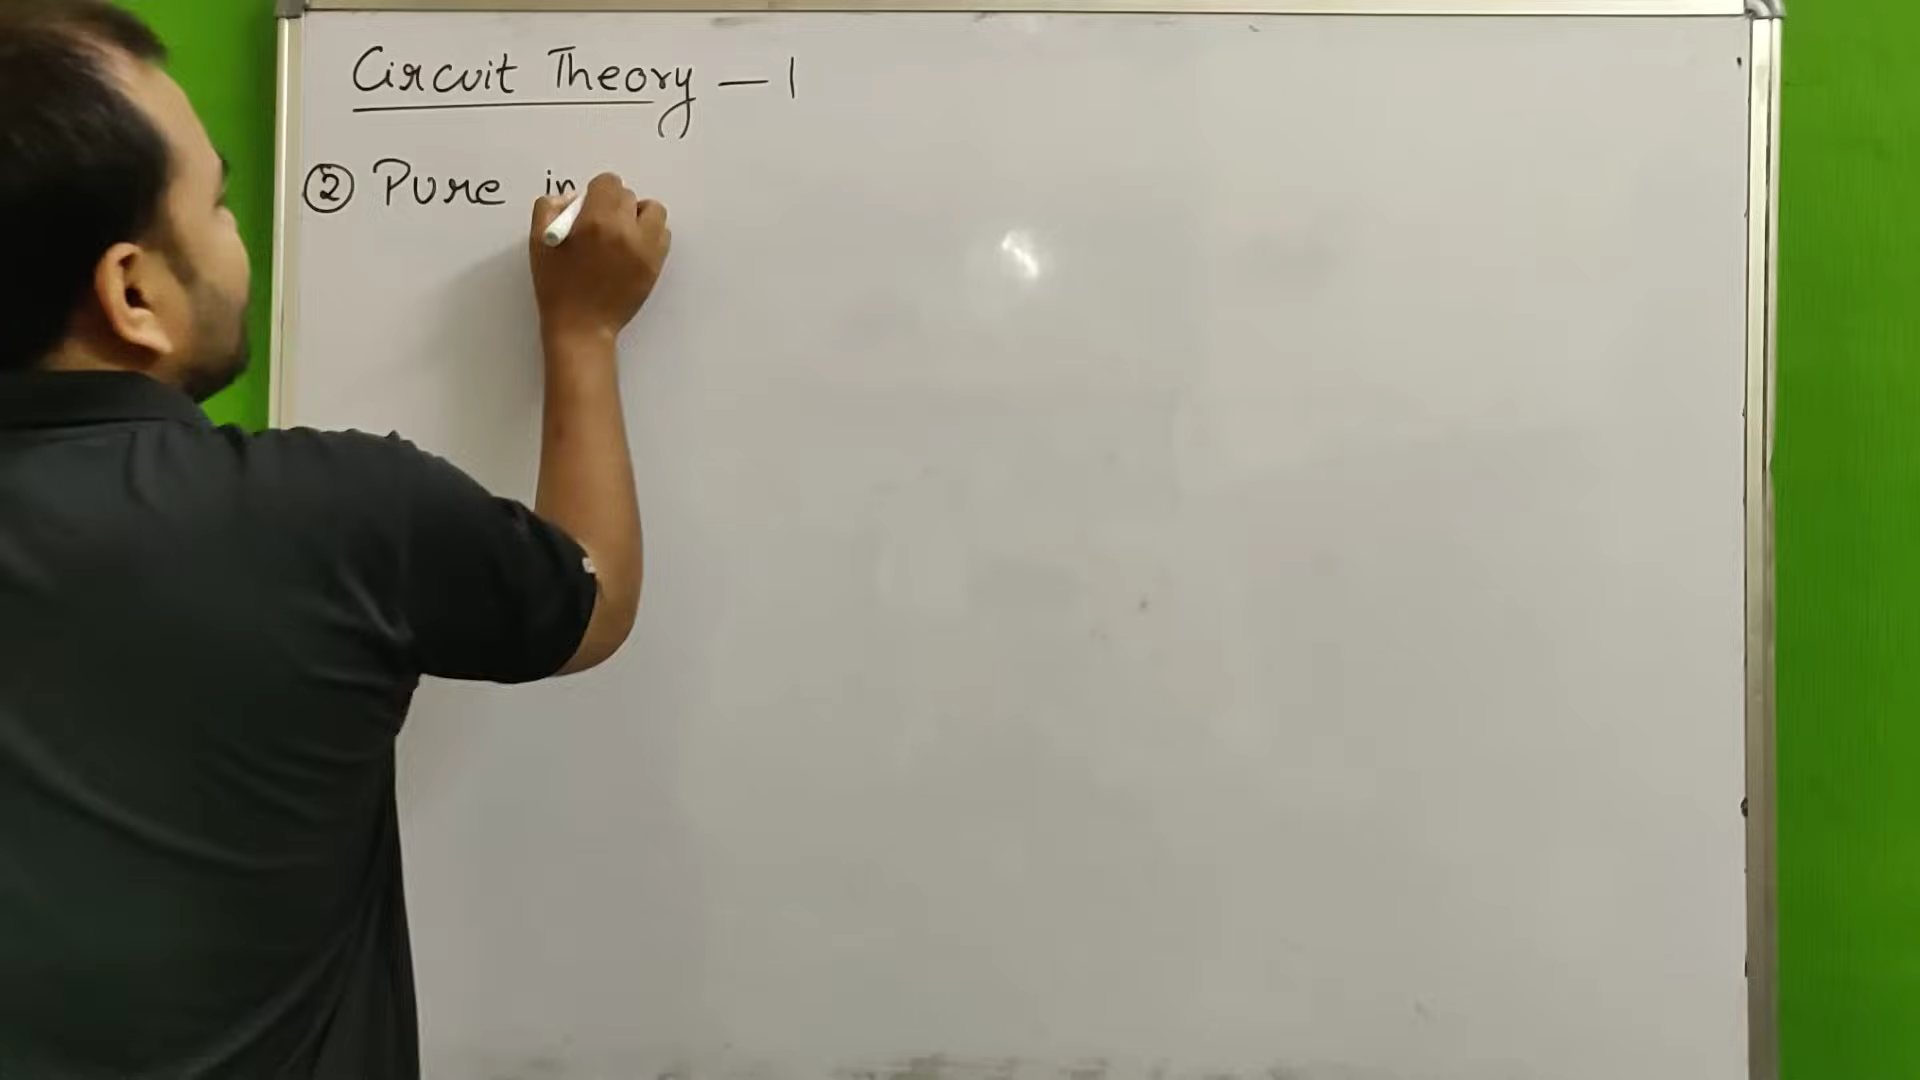 Circuit Theory – 1
② Pure in